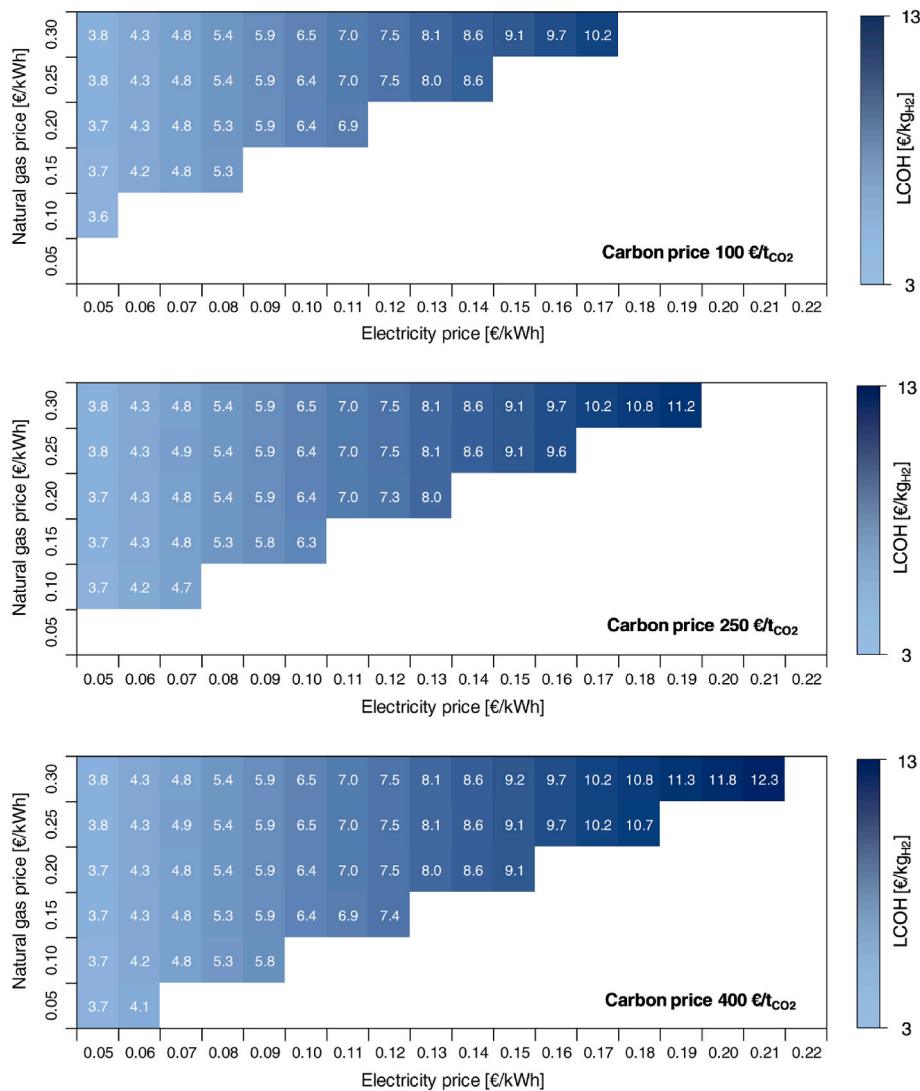 0.30 3.8 4.3 4.8 5.4 5.9 6.5 7.0 7.5 8.1 8.6 9.1 9.7 10.2 13
0.25 3.8 4.3 4.8 5.4 5.9 6.4 7.0 7.5 8.0 8.6
0.20 3.7 4.3 4.8 5.3 5.9 6.4 6.9
0.15 3.7 4.2 4.8 5.3
0.10 3.6
0.05
Natural gas price [€/kWh]
LCOH [€/kgH2]
Carbon price 100 €/tCO2
3
0.05 0.06 0.07 0.08 0.09 0.10 0.11 0.12 0.13 0.14 0.15 0.16 0.17 0.18 0.19 0.20 0.21 0.22
Electricity price [€/kWh]
0.30 3.8 4.3 4.8 5.4 5.9 6.5 7.0 7.5 8.1 8.6 9.1 9.7 10.2 10.8 11.2 13
0.25 3.8 4.3 4.9 5.4 5.9 6.4 7.0 7.5 8.1 8.6 9.1 9.6
0.20 3.7 4.3 4.8 5.4 5.9 6.4 7.0 7.3 8.0
0.15 3.7 4.3 4.8 5.3 5.8 6.3
0.10 3.7 4.2 4.7
0.05
Natural gas price [€/kWh]
LCOH [€/kgH2]
Carbon price 250 €/tCO2
3
0.05 0.06 0.07 0.08 0.09 0.10 0.11 0.12 0.13 0.14 0.15 0.16 0.17 0.18 0.19 0.20 0.21 0.22
Electricity price [€/kWh]
0.30 3.8 4.3 4.8 5.4 5.9 6.5 7.0 7.5 8.1 8.6 9.2 9.7 10.2 10.8 11.3 11.8 12.3 13
0.25 3.8 4.3 4.9 5.4 5.9 6.4 7.0 7.5 8.1 8.6 9.1 9.7 10.2 10.7
0.20 3.7 4.3 4.8 5.4 5.9 6.4 7.0 7.5 8.0 8.6 9.1
0.15 3.7 4.3 4.8 5.3 5.9 6.4 6.9 7.4
0.10 3.7 4.2 4.8 5.3 5.8
0.05 3.7 4.1
Natural gas price [€/kWh]
LCOH [€/kgH2]
Carbon price 400 €/tCO2
3
0.05 0.06 0.07 0.08 0.09 0.10 0.11 0.12 0.13 0.14 0.15 0.16 0.17 0.18 0.19 0.20 0.21 0.22
Electricity price [€/kWh]